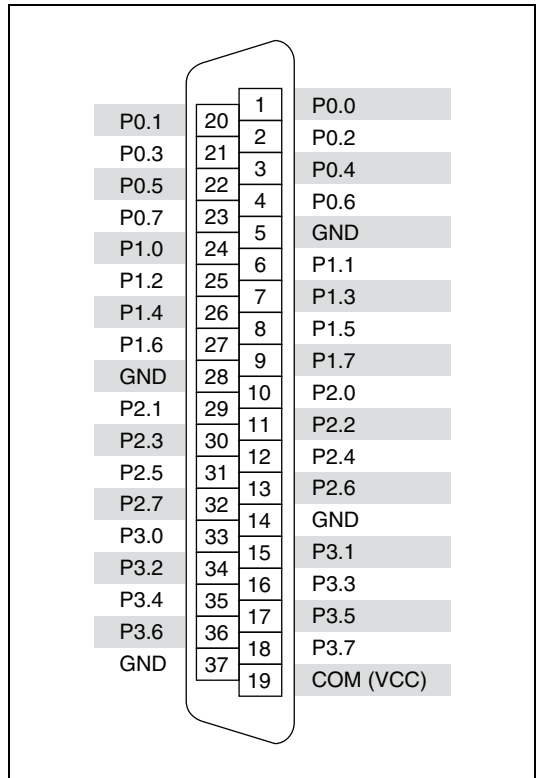 1 P0.0
P0.1 20
2 P0.2
P0.3 21
3 P0.4
P0.5 22
4 P0.6
P0.7 23
5 GND
P1.0 24
6 P1.1
P1.2 25
7 P1.3
P1.4 26
8 P1.5
P1.6 27
9 P1.7
GND 28
10 P2.0
P2.1 29
11 P2.2
P2.3 30
12 P2.4
P2.5 31
13 P2.6
P2.7 32
14 GND
P3.0 33
15 P3.1
P3.2 34
16 P3.3
P3.4 35
17 P3.5
P3.6 36
18 P3.7
GND 37
19 COM (VCC)